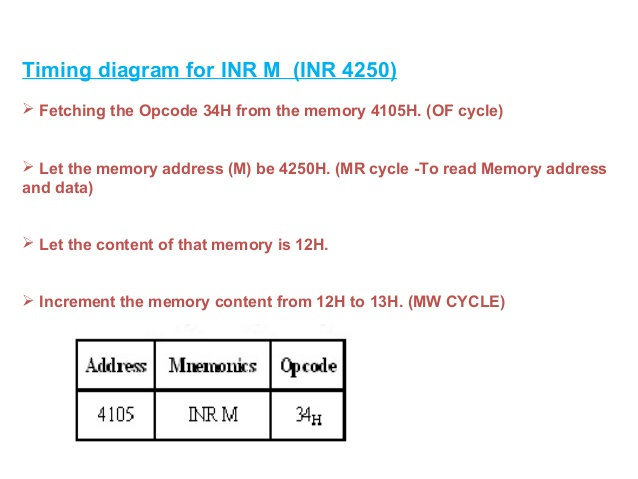 Timing diagram for INR M  (INR 4250)
➢ Fetching the Opcode 34H from the memory 4105H. (OF cycle)
➢ Let the memory address (M) be 4250H. (MR cycle -To read Memory address
and data)
➢ Let the content of that memory is 12H.
➢ Increment the memory content from 12H to 13H. (MW CYCLE)
Address Mnemonics Opcode
4105 INR M 34H